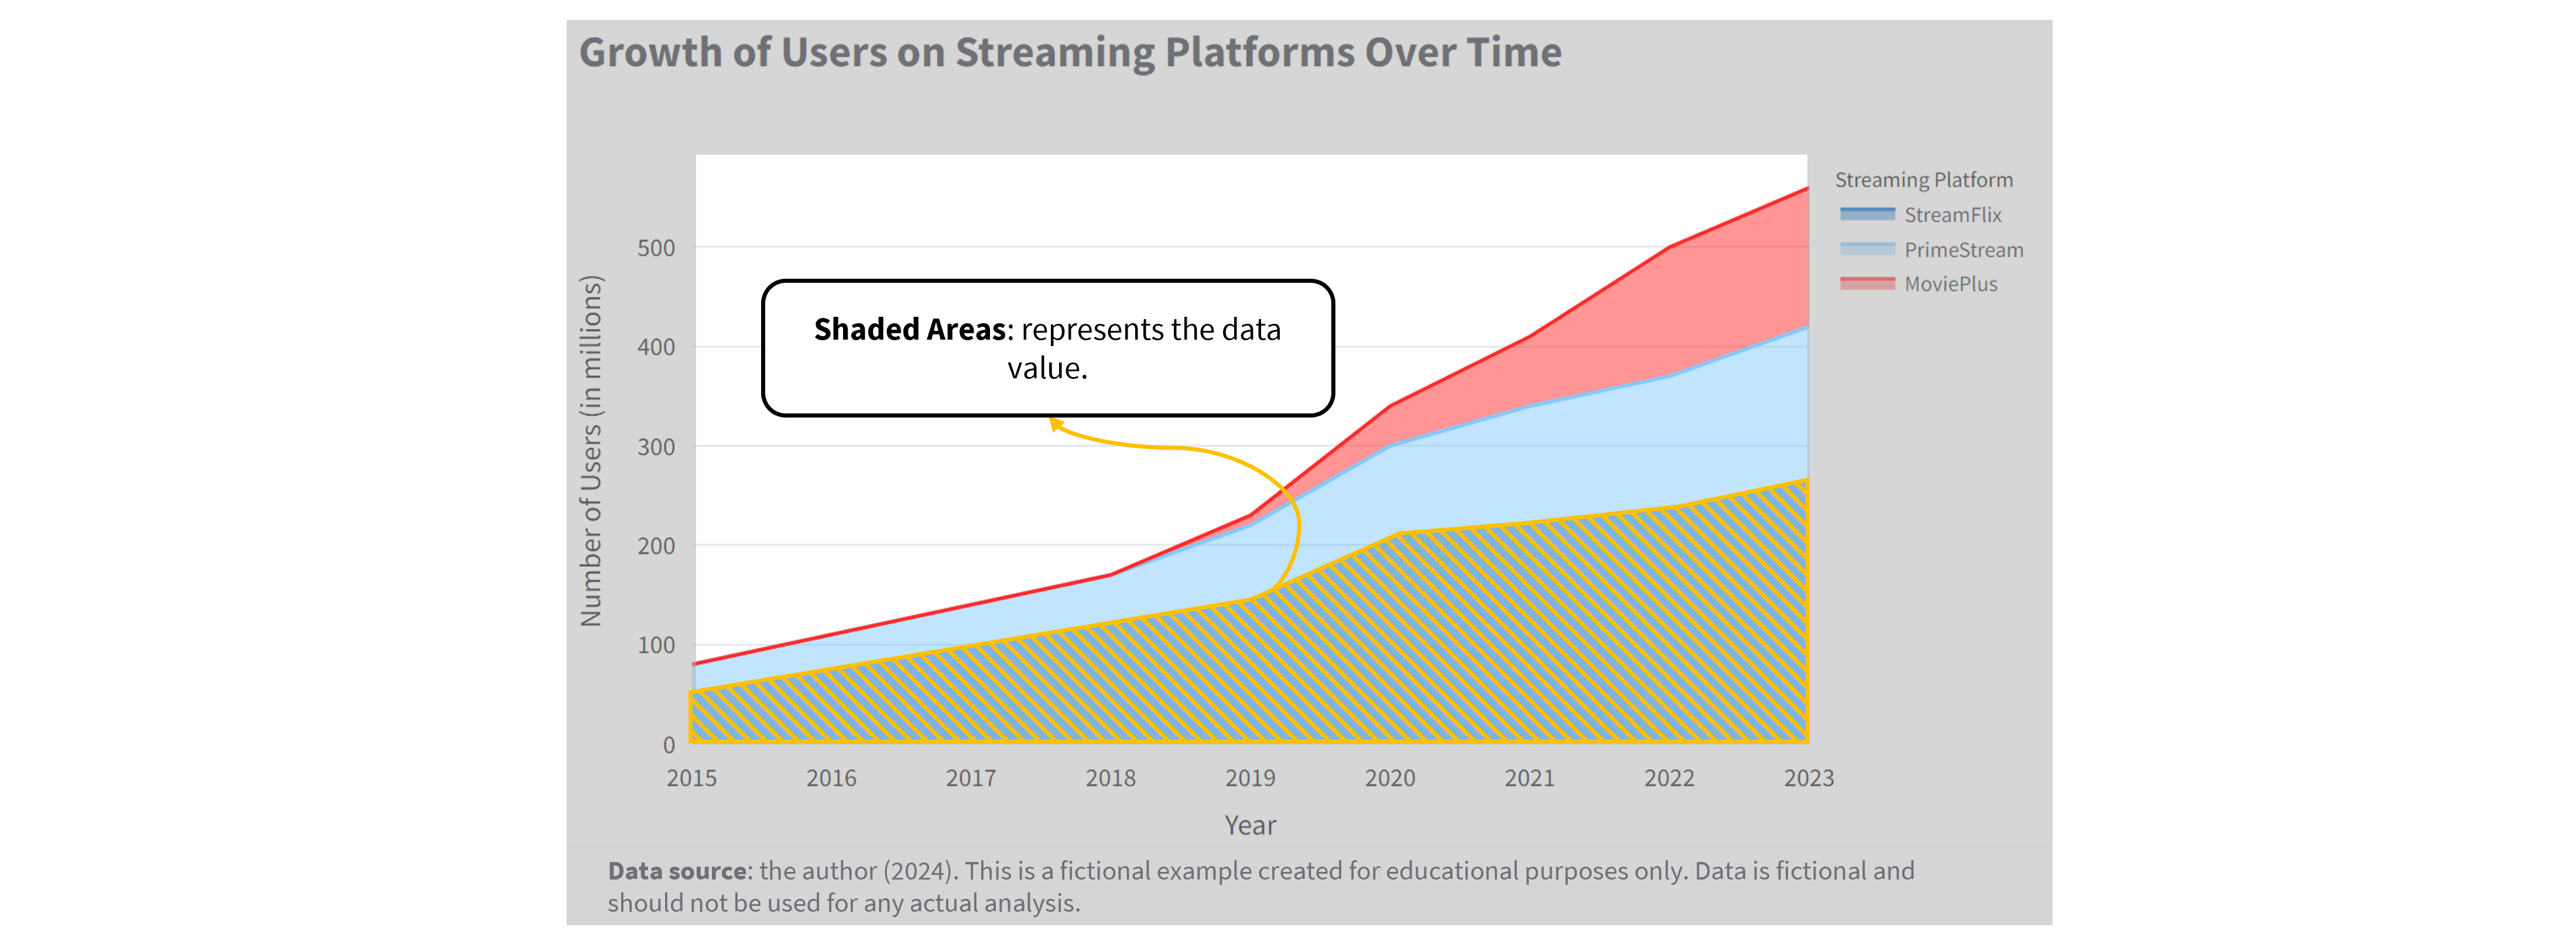 Growth of Users on Streaming Platforms Over Time
Streaming Platform
StreamFlix
PrimeStream
MoviePlus
Number of Users (in millions)
500
400
300
200
100
0
Shaded Areas: represents the data
value.
2015 2016 2017 2018 2019 2020 2021 2022 2023
Year
Data source: the author (2024). This is a fictional example created for educational purposes only. Data is fictional and
should not be used for any actual analysis.